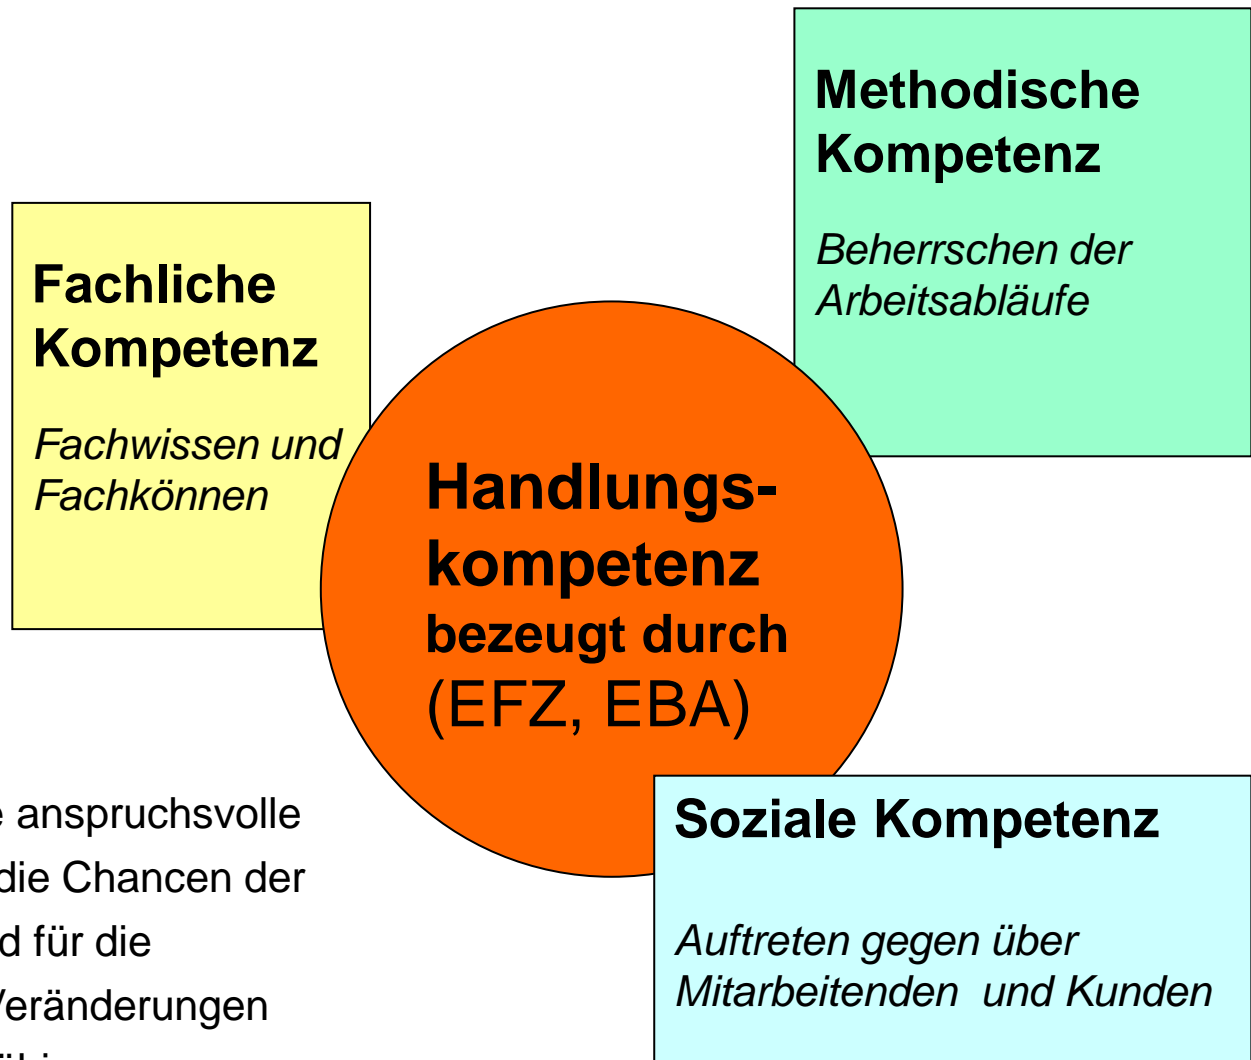 Methodische
Kompetenz
Beherrschen der
Arbeitsabläufe
Fachliche
Kompetenz
Fachwissen und
Fachkönnen
Handlungs-
kompetenz
bezeugt durch
(EFZ, EBA)
anspruchsvolle
die Chancen der
für die
Veränderungen
Soziale Kompetenz
Auftreten gegen über
Mitarbeitenden und Kunden